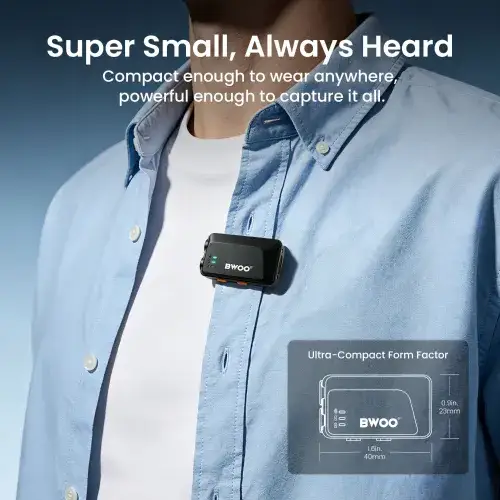 Super Small, Always Heard
Compact enough to wear anywhere,
powerful enough to capture it all.
BWOO
Ultra-Compact Form Factor
BWOO
0.9in.
23mm
1.6in.
40mm